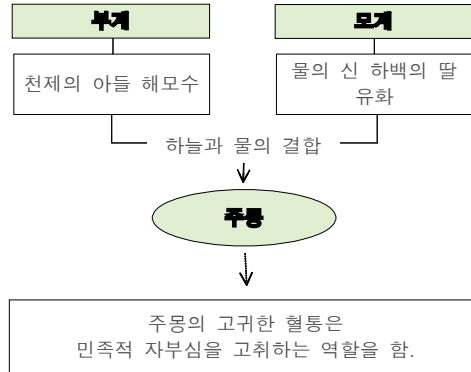 부계
모계
천제의 아들 해모수
물의 신 하백의 딸
유화
하늘과 물의 결합
주몽
주몽의 고귀한 혈통은
민족적 자부심을 고취하는 역할을 함.